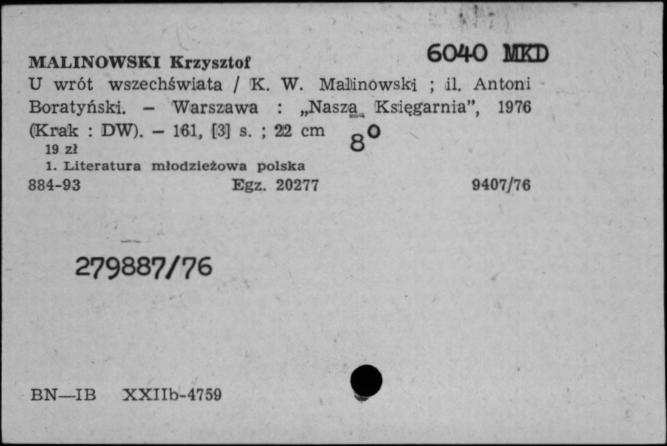 6040 MKD
MALINOWSKI Krzysztof
U wrót wszechświata / K. W. Malinowski ; il. Antoni
Boratyński. — Warszawa : „Nasza Księgarnia”, 1976
(Krak : DW). — 161, [3] s. ; 22 cm
8°
19 zł
1. Literatura młodzieżowa polska
884-93 Egz. 20277 9407/76
279887/76
BN—IB XXIIb-4759